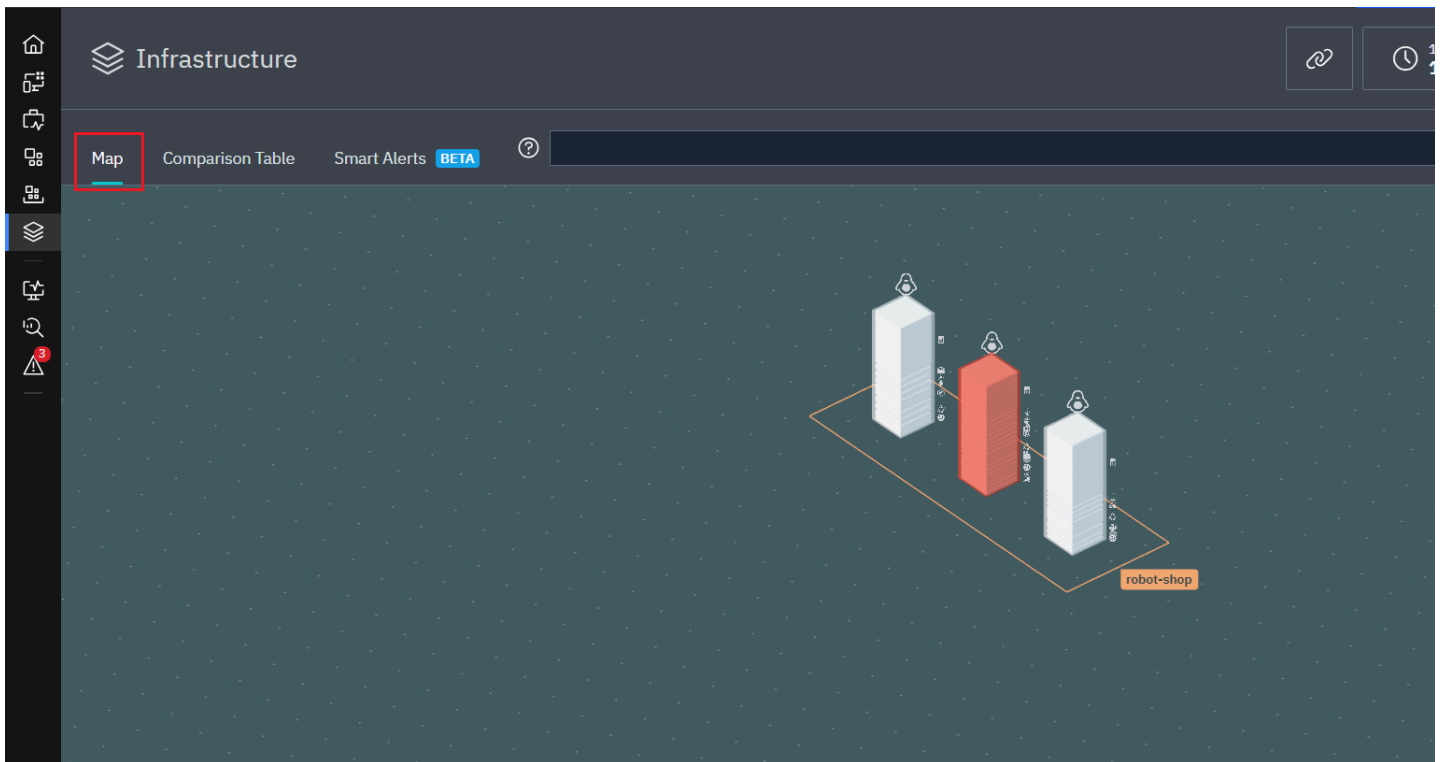 Infrastructure
Map
Comparison Table
Smart Alerts BETA
3
robot-shop